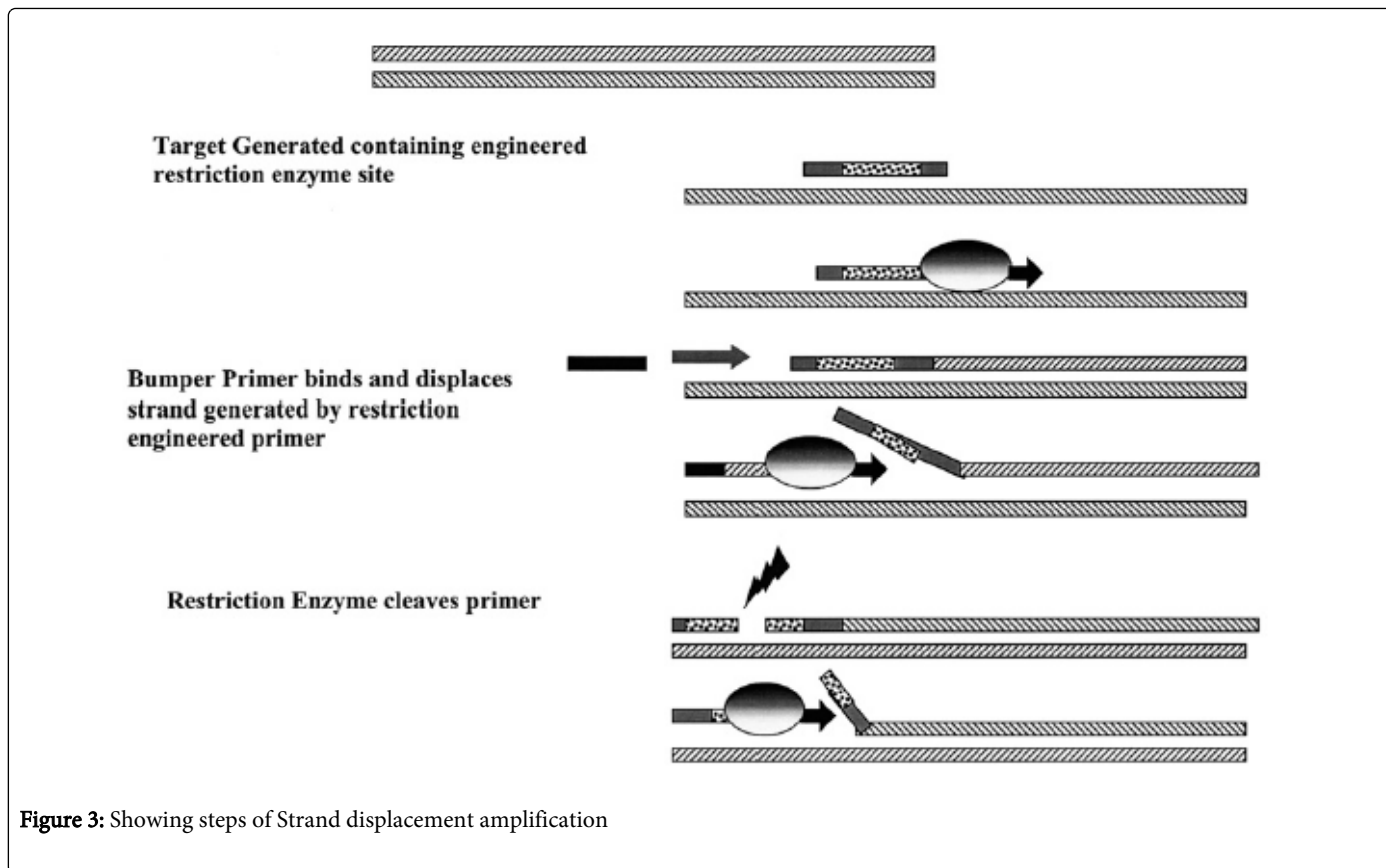 Target Generated containing engineered
restriction enzyme site
Bumper Primer binds and displaces
strand generated by restriction
engineered primer
Restriction Enzyme cleaves primer
Figure 3: Showing steps of Strand displacement amplification